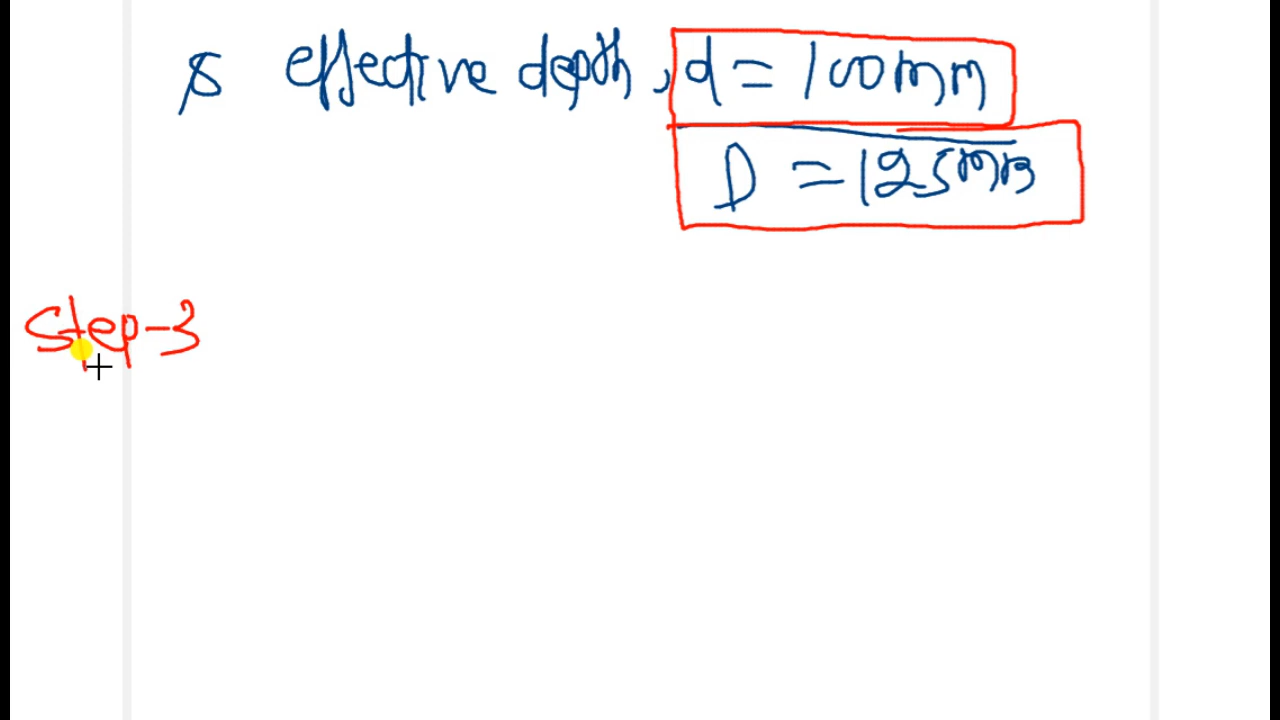 effective depth, d = 100mm
D = 125mm
Step-3